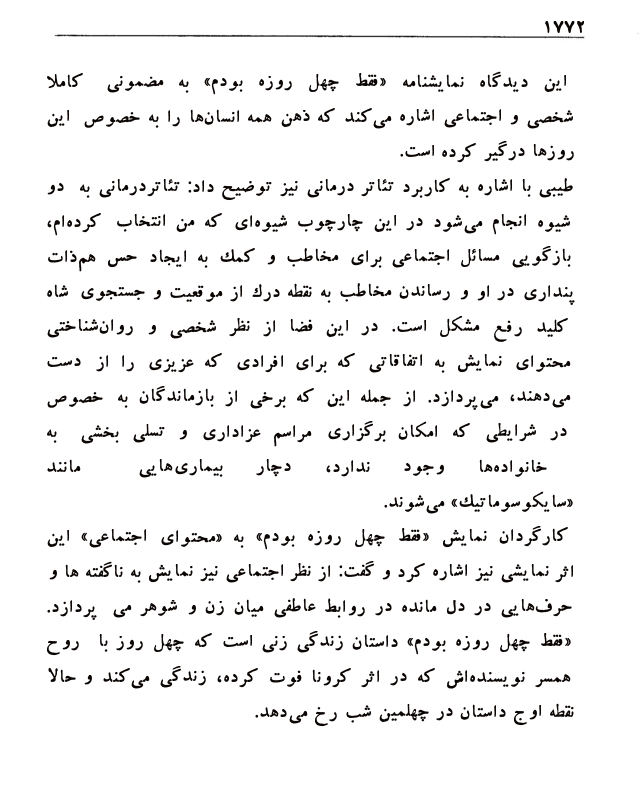 ۱۷۷۲
این دیدگاه نمایشنامه «فقط چهل روزه بودم» به مضمونی کاملا
شخصی و اجتماعی اشاره می‌کند که ذهن همه انسان‌ها را به خصوص این
روزها درگیر کرده است.
طیبی با اشاره به کاربرد تئاتر درمانی نیز توضیح داد: تئاتردرمانی به دو
شیوه انجام می‌شود در این چارچوب شیوه‌ای که من انتخاب کرده‌ام،
بازگویی مسائل اجتماعی برای مخاطب و کمك به ایجاد حس هم‌ذات
پنداری در او و رساندن مخاطب به نقطه درك از موقعیت و جستجوی شاه
کلید رفع مشکل است. در این فضا از نظر شخصی و روان‌شناختی
محتوای نمایش به اتفاقاتی که برای افرادی که عزیزی را از دست
می‌دهند، می‌پردازد. از جمله این که برخی از بازماندگان به خصوص
در شرایطی که امکان برگزاری مراسم عزاداری و تسلی بخشی به
خانواده‌ها وجود ندارد، دچار بیماری‌هایی مانند
«سایکوسوماتیك» می‌شوند.
کارگردان نمایش «فقط چهل روزه بودم» به «محتوای اجتماعی» این
اثر نمایشی نیز اشاره کرد و گفت: از نظر اجتماعی نیز نمایش به ناگفته ها و
حرف‌هایی در دل مانده در روابط عاطفی میان زن و شوهر می پردازد.
«فقط چهل روزه بودم» داستان زندگی زنی است که چهل روز با روح
همسر نویسنده‌اش که در اثر کرونا فوت کرده، زندگی می‌کند و حالا
نقطه اوج داستان در چهلمین شب رخ می‌دهد.